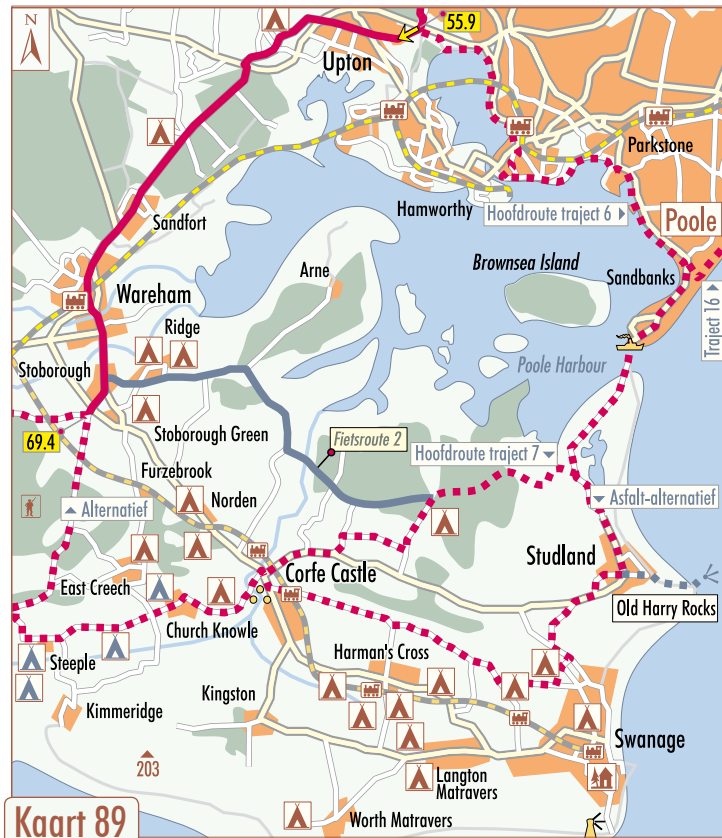 N
55.9
Upton
Parkstone
Sandfort
Hamworthy
Hoofdroute traject 6
Poole
Arne
Brownsea Island
Sandbanks
Wareham
Traject 16
Ridge
Stoborough
Poole Harbour
Stoborough Green
69.4
Fietsroute 2
Hoofdroute traject 7
Furzebrook
Alternatief
Norden
Asfalt-alternatief
Studland
East Creech
Corfe Castle
Old Harry Rocks
Church Knowle
Steeple
Harman's Cross
Kingston
Kimmeridge
Swanage
203
Langton
Matravers
Kaart 89
Worth Matravers